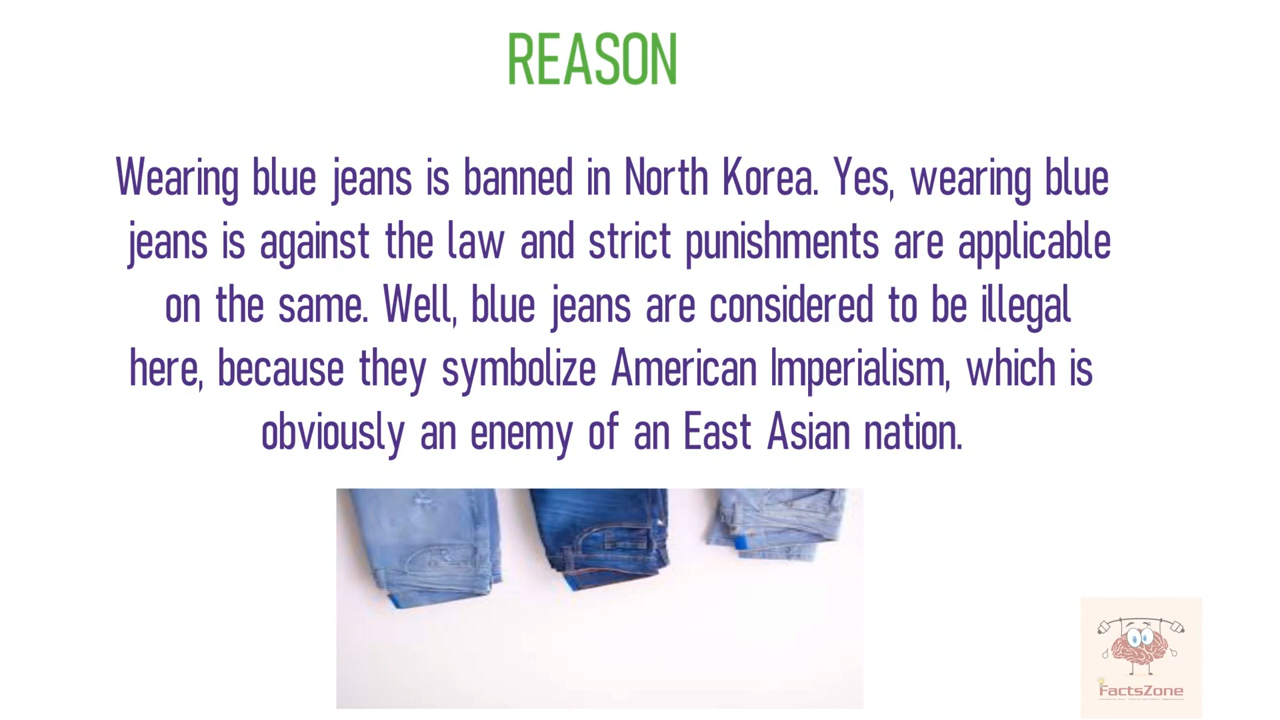 REASON
Wearing blue jeans is banned in North Korea. Yes, wearing blue
jeans is against the law and strict punishments are applicable
on the same. Well, blue jeans are considered to be illegal
here, because they symbolize American Imperialism, which is
obviously an enemy of an East Asian nation.
FactsZone